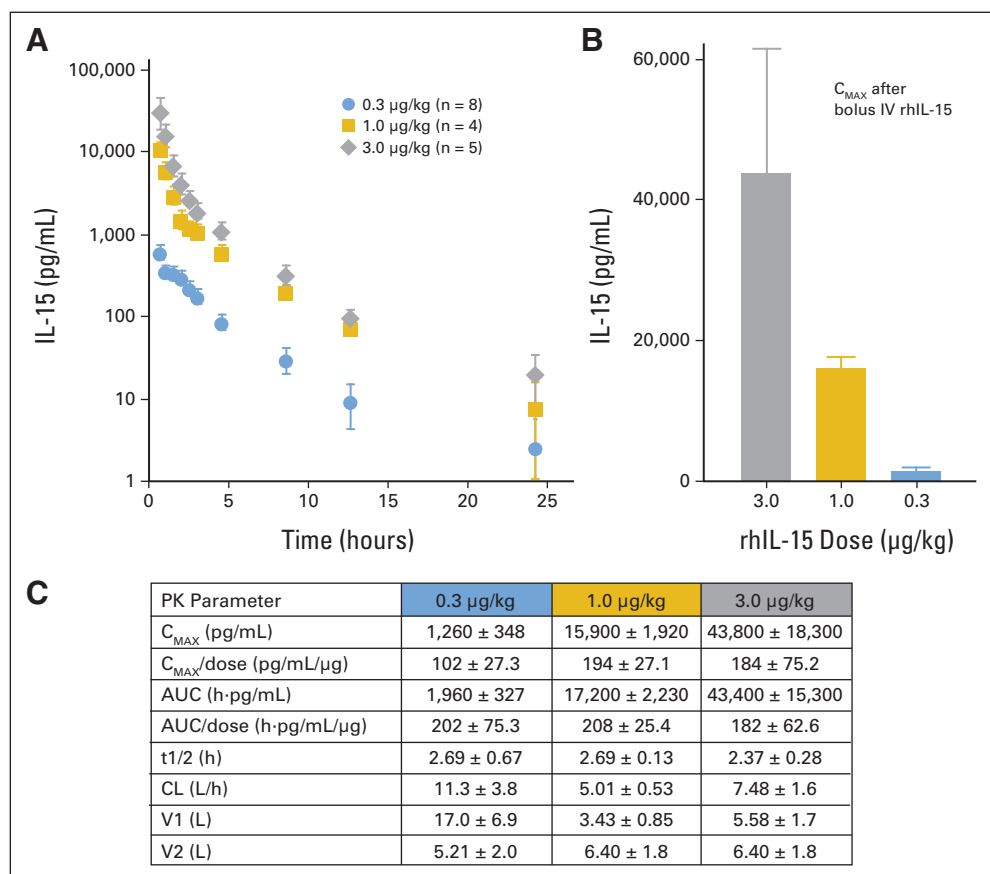 A
100,000
10,000
1,000
100
10
1
IL-15 (pg/mL)
0
5
10
15
20
25
Time (hours)
0.3 µg/kg (n = 8)
1.0 µg/kg (n = 4)
3.0 µg/kg (n = 5)
B
60,000
40,000
20,000
0
IL-15 (pg/mL)
C_MAX after
bolus IV rhIL-15
3.0
1.0
0.3
rhIL-15 Dose (µg/kg)
C
PK Parameter 0.3 µg/kg 1.0 µg/kg 3.0 µg/kg
C_MAX (pg/mL) 1,260 ± 348 15,900 ± 1,920 43,800 ± 18,300
C_MAX/dose (pg/mL/µg) 102 ± 27.3 194 ± 27.1 184 ± 75.2
AUC (h·pg/mL) 1,960 ± 327 17,200 ± 2,230 43,400 ± 15,300
AUC/dose (h·pg/mL/µg) 202 ± 75.3 208 ± 25.4 182 ± 62.6
t1/2 (h) 2.69 ± 0.67 2.69 ± 0.13 2.37 ± 0.28
CL (L/h) 11.3 ± 3.8 5.01 ± 0.53 7.48 ± 1.6
V1 (L) 17.0 ± 6.9 3.43 ± 0.85 5.58 ± 1.7
V2 (L) 5.21 ± 2.0 6.40 ± 1.8 6.40 ± 1.8